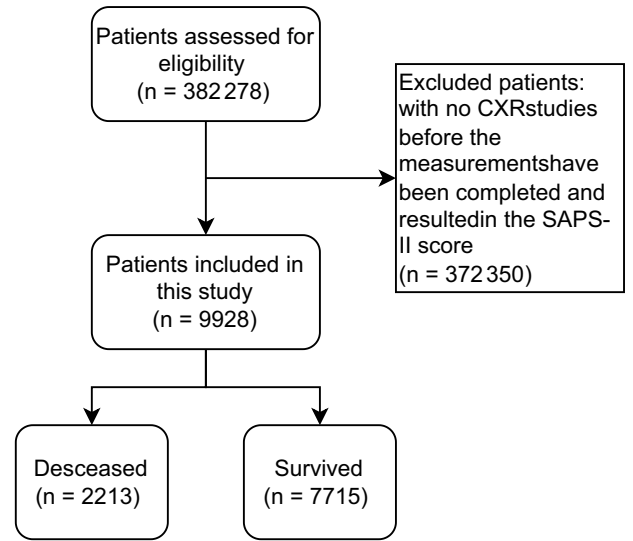 Patients assessed for
eligibility
(n = 382 278)
Excluded patients:
with no CXRstudies
before the
measurementshave
been completed and
resultedin the SAPS-
II score
(n = 372 350)
Patients included in
this study
(n = 9928)
Desceased
(n = 2213)
Survived
(n = 7715)